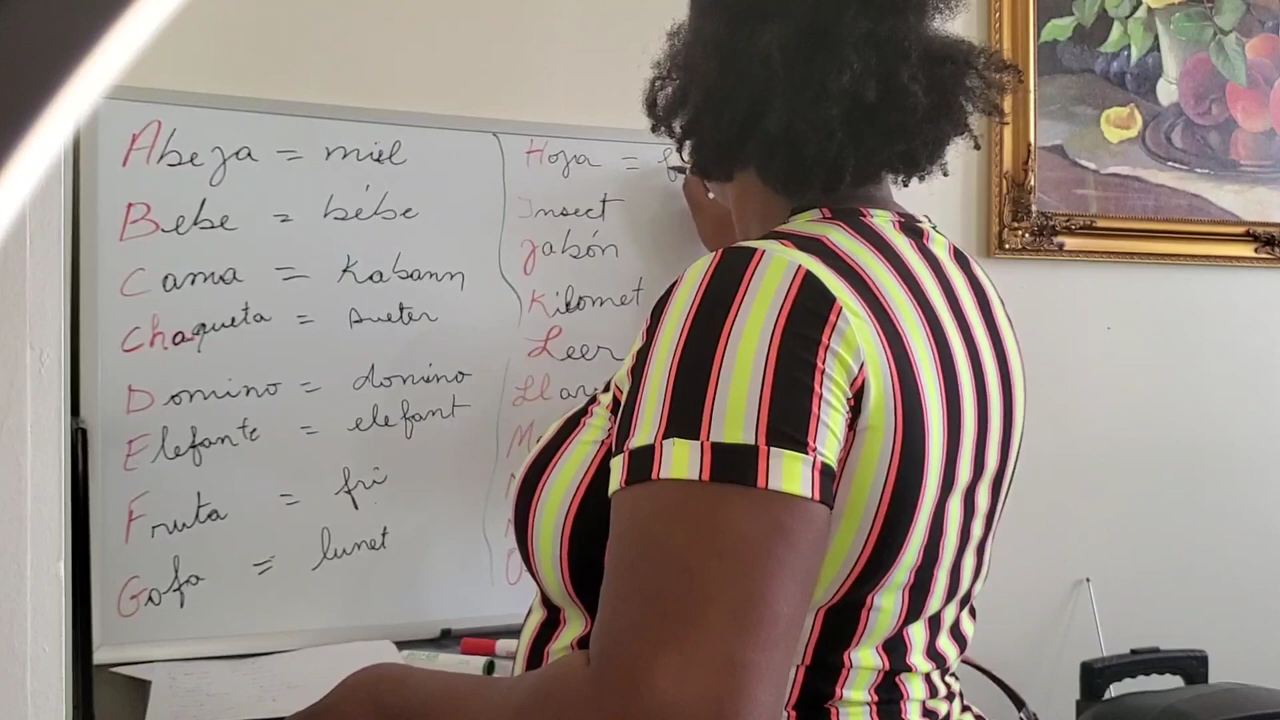 Abeja = miel
Bebe = bébe
Cama = Kabann
Chaqueta = sueter
Domino = domino
Elefante = elefant
Fruta = fri
Gafa = lunet
Hoja = f
Insect
Jabón
Kilomet
Leer
Llav
M